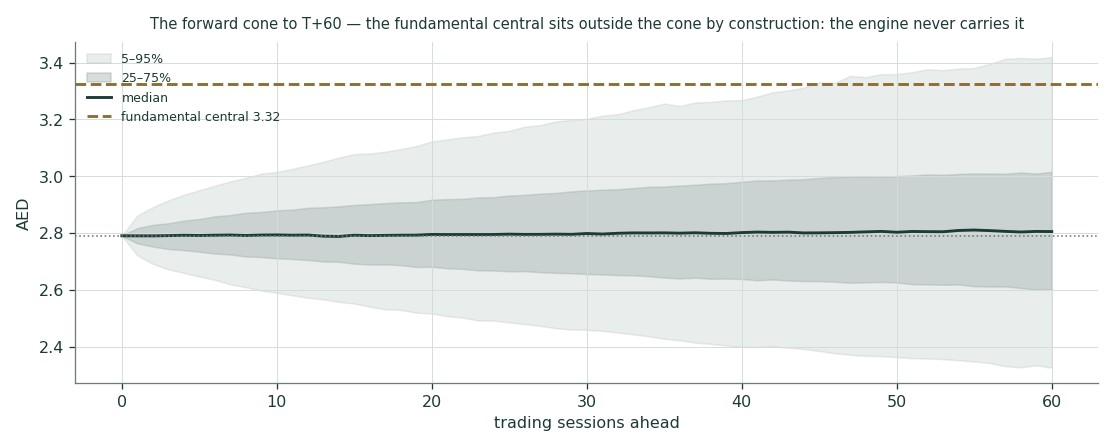 The forward cone to T+60 — the fundamental central sits outside the cone by construction: the engine never carries it
5–95%
25–75%
median
fundamental central 3.32
AED
3.4
3.2
3.0
2.8
2.6
2.4
0 10 20 30 40 50 60
trading sessions ahead